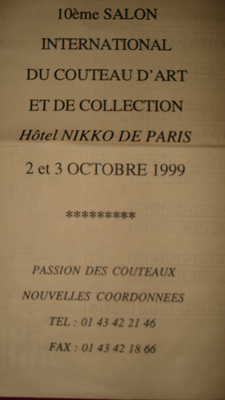 10ème SALON
INTERNATIONAL
DU COUTEAU D'ART
ET DE COLLECTION
Hôtel NIKKO DE PARIS
2 et 3 OCTOBRE 1999
*********
PASSION DES COUTEAUX
NOUVELLES COORDONNEES
TEL : 01 43 42 21 46
FAX : 01 43 42 18 66